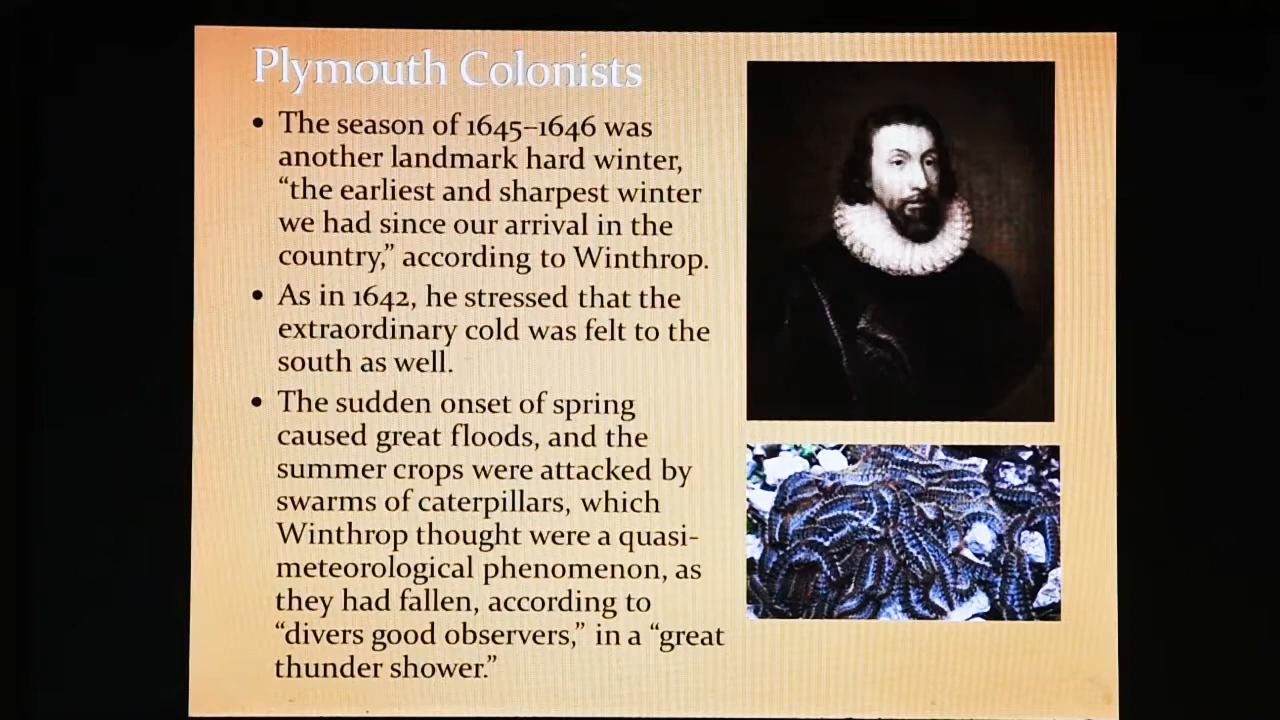 Plymouth Colonists
• The season of 1645–1646 was
another landmark hard winter,
“the earliest and sharpest winter
we had since our arrival in the
country,” according to Winthrop.
• As in 1642, he stressed that the
extraordinary cold was felt to the
south as well.
• The sudden onset of spring
caused great floods, and the
summer crops were attacked by
swarms of caterpillars, which
Winthrop thought were a quasi-
meteorological phenomenon, as
they had fallen, according to
“divers good observers,” in a “great
thunder shower.”